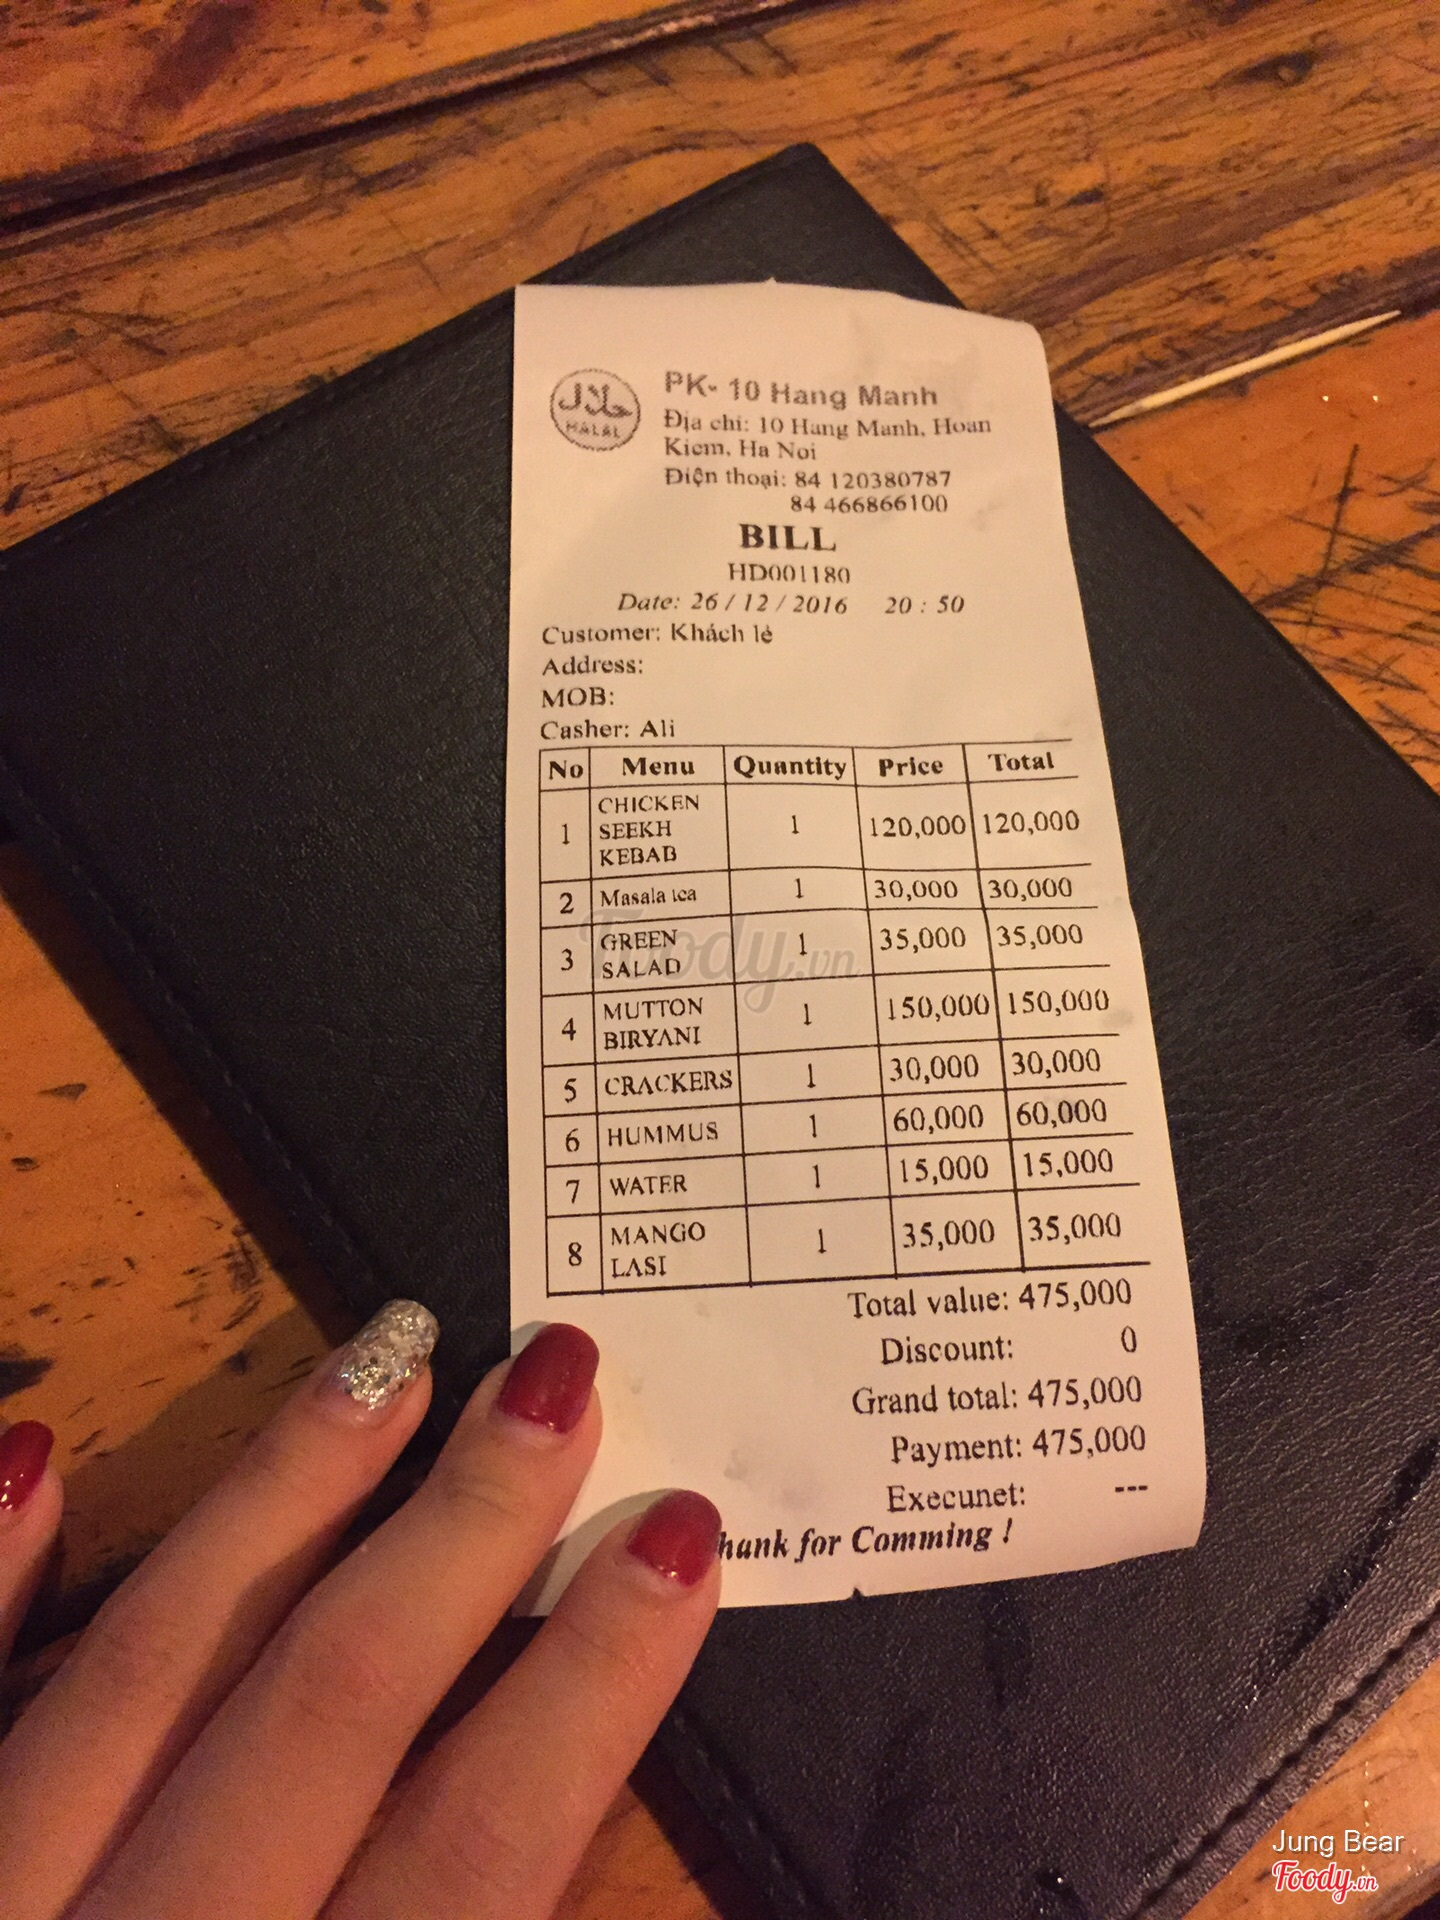 حلال
HALAL
PK- 10 Hang Manh
Địa chỉ: 10 Hang Manh, Hoan
Kiem, Ha Noi
Điện thoại: 84 120380787
84 466866100
BILL
HD001180
Date: 26 / 12 / 2016 20 : 50
Customer: Khách lẻ
Address:
MOB:
Casher: Ali
No Menu Quantity Price Total
1 CHICKEN SEEKH KEBAB 1 120,000 120,000
2 Masala tea 1 30,000 30,000
3 GREEN SALAD 1 35,000 35,000
4 MUTTON BIRYANI 1 150,000 150,000
5 CRACKERS 1 30,000 30,000
6 HUMMUS 1 60,000 60,000
7 WATER 1 15,000 15,000
8 MANGO LASI 1 35,000 35,000
Foody.vn
Total value: 475,000
Discount: 0
Grand total: 475,000
Payment: 475,000
Execunet: ---
hank for Comming !
Jung Bear
Foody.vn